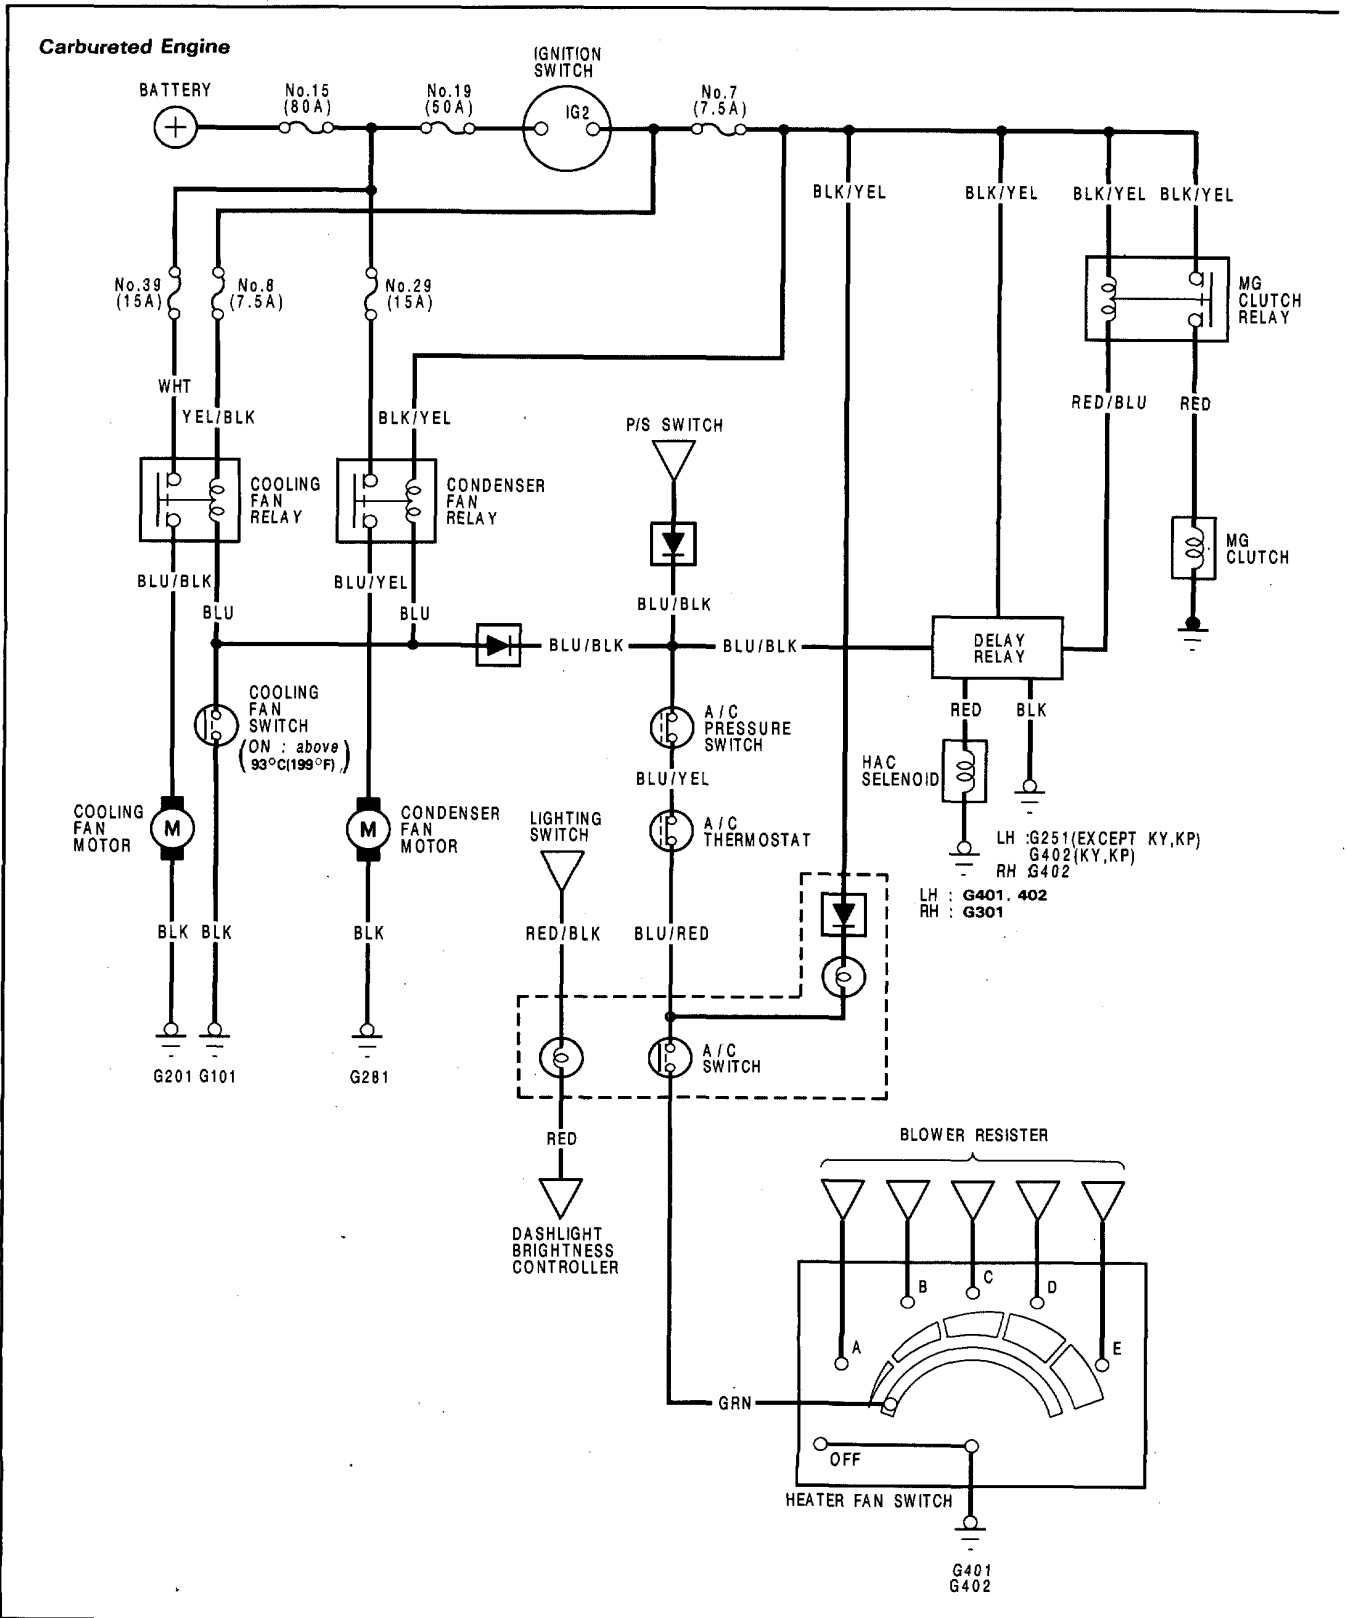 Carbureted Engine
BATTERY
No.15
(80A)
No.19
(50A)
IGNITION
SWITCH
IG2
No.7
(7.5A)
BLK/YEL
BLK/YEL
BLK/YEL
BLK/YEL
No.39
(15A)
No.8
(7.5A)
No.29
(15A)
MG
CLUTCH
RELAY
WHT
YEL/BLK
BLK/YEL
RED/BLU
RED
P/S SWITCH
COOLING
FAN
RELAY
CONDENSER
FAN
RELAY
MG
CLUTCH
BLU/BLK
BLU
BLU/YEL
BLU
BLU/BLK
BLU/BLK
BLU/BLK
DELAY
RELAY
COOLING
FAN
SWITCH
(ON : above
93°C(199°F),)
A/C
PRESSURE
SWITCH
RED
BLK
BLU/YEL
HAC
SELENOID
COOLING
FAN
MOTOR
M
M
CONDENSER
FAN
MOTOR
LIGHTING
SWITCH
A/C
THERMOSTAT
LH :G251(EXCEPT KY,KP)
G402(KY,KP)
RH :G402
LH : G401, 402
RH : G301
BLK
BLK
BLK
RED/BLK
BLU/RED
A/C
SWITCH
G201
G101
G281
RED
BLOWER RESISTER
DASHLIGHT
BRIGHTNESS
CONTROLLER
A
B
C
D
E
GRN
OFF
HEATER FAN SWITCH
G401
G402